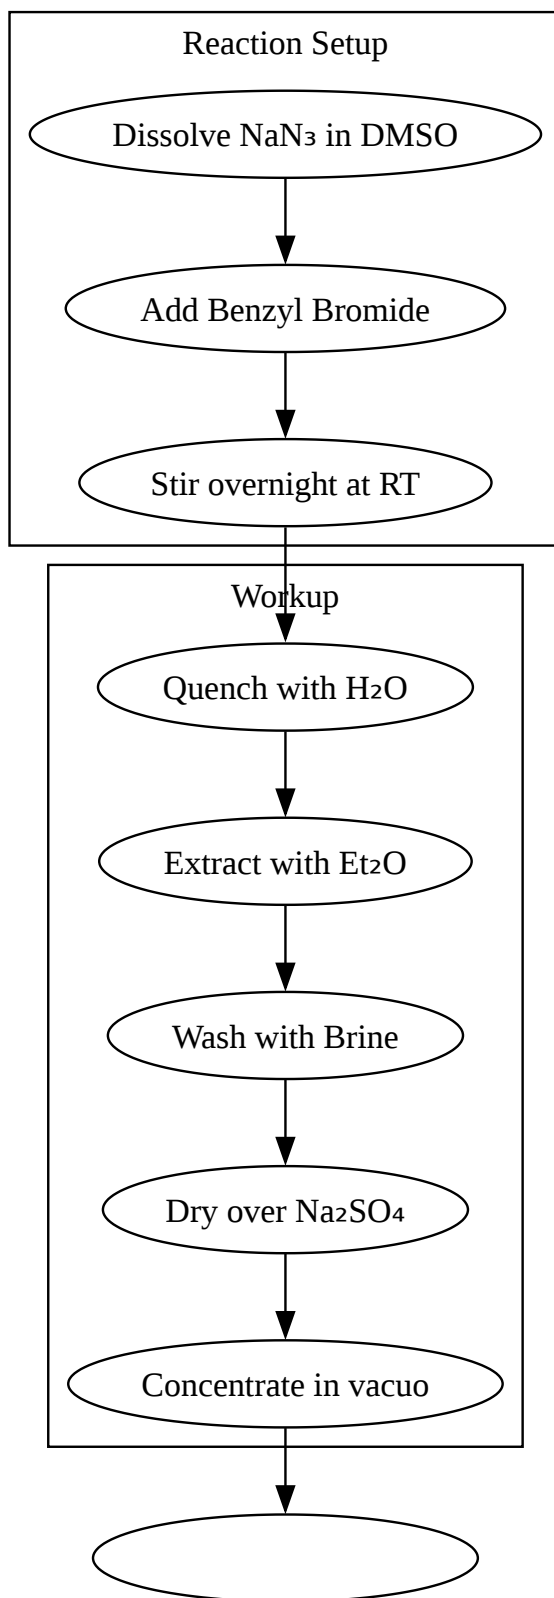 Reaction Setup
Dissolve NaN₃ in DMSO
Add Benzyl Bromide
Stir overnight at RT
Workup
Quench with H₂O
Extract with Et₂O
Wash with Brine
Dry over Na₂SO₄
Concentrate in vacuo